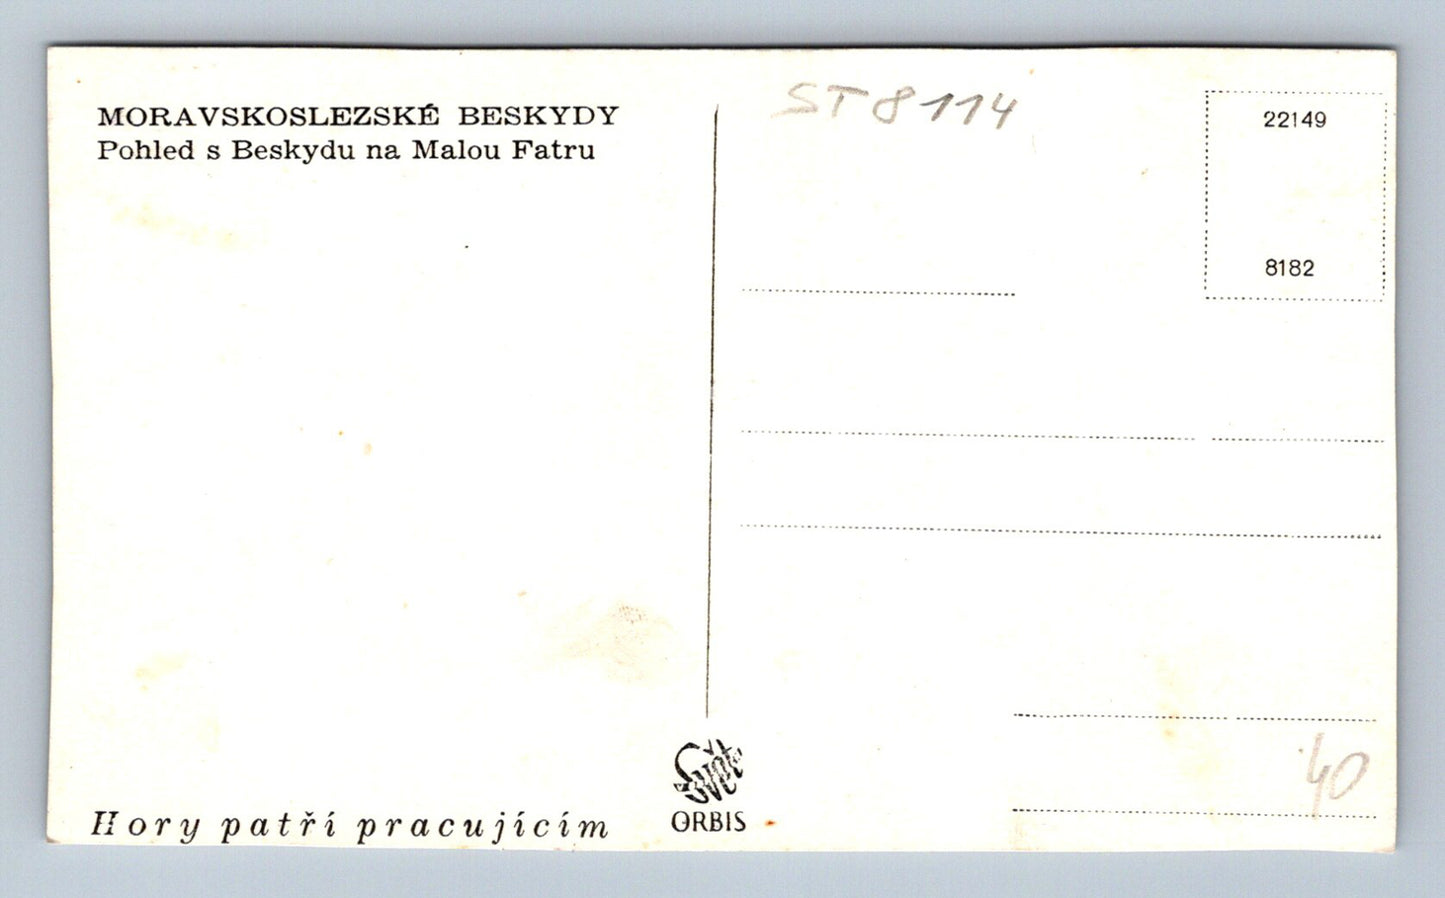 MORAVSKOSLEZSKÉ BESKYDY
Pohled s Beskydu na Malou Fatru
ST 8114
22149
8182
Svět
ORBIS
Hory patří pracujícím
40